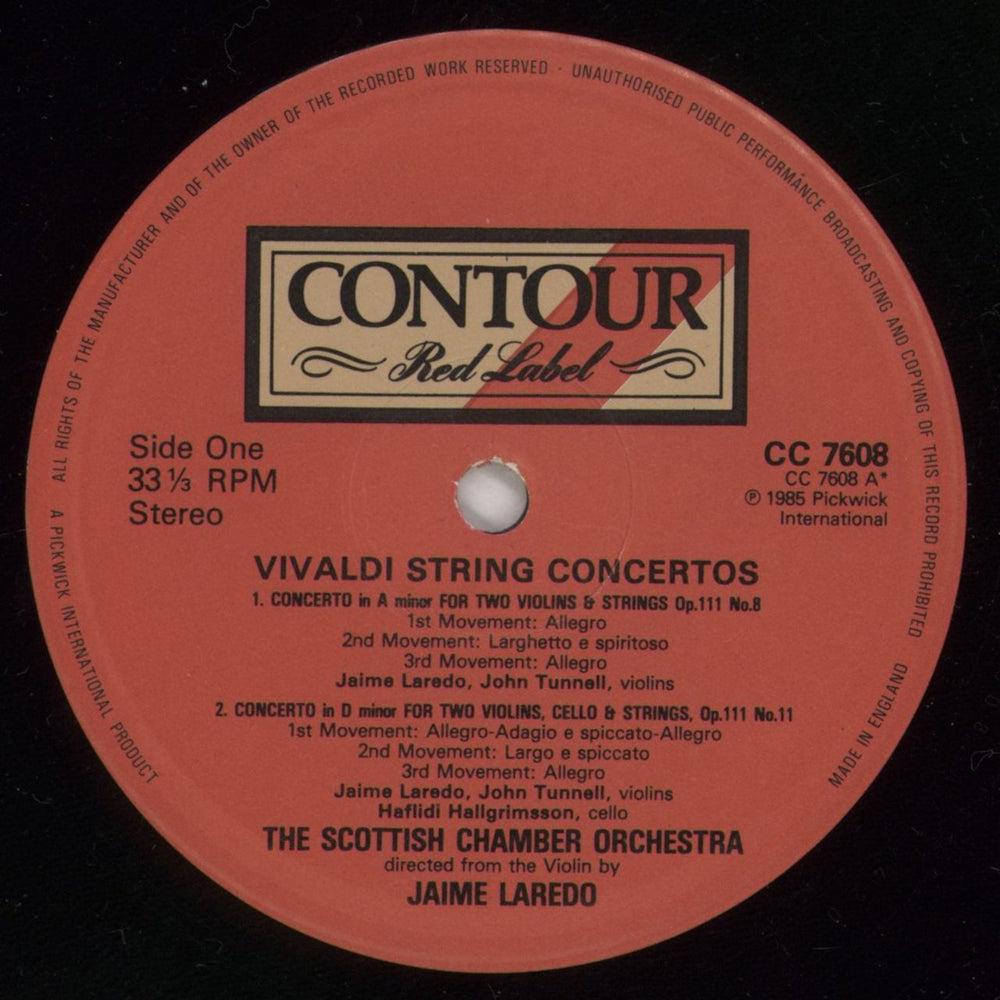 ALL RIGHTS OF THE MANUFACTURER AND OF THE OWNER OF THE RECORDED WORK RESERVED · UNAUTHORISED PUBLIC PERFORMANCE BROADCASTING AND COPYING OF THIS RECORD PROHIBITED
CONTOUR
Red Label
Side One
33⅓ RPM
Stereo
CC 7608
CC 7608 A*
℗ 1985 Pickwick
International
VIVALDI STRING CONCERTOS
1. CONCERTO in A minor FOR TWO VIOLINS & STRINGS Op.111 No.8
1st Movement: Allegro
2nd Movement: Larghetto e spiritoso
3rd Movement: Allegro
Jaime Laredo, John Tunnell, violins
2. CONCERTO in D minor FOR TWO VIOLINS, CELLO & STRINGS, Op.111 No.11
1st Movement: Allegro-Adagio e spiccato-Allegro
2nd Movement: Largo e spiccato
3rd Movement: Allegro
Jaime Laredo, John Tunnell, violins
Haflidi Hallgrimsson, cello
THE SCOTTISH CHAMBER ORCHESTRA
directed from the Violin by
JAIME LAREDO
A PICKWICK INTERNATIONAL PRODUCT
MADE IN ENGLAND